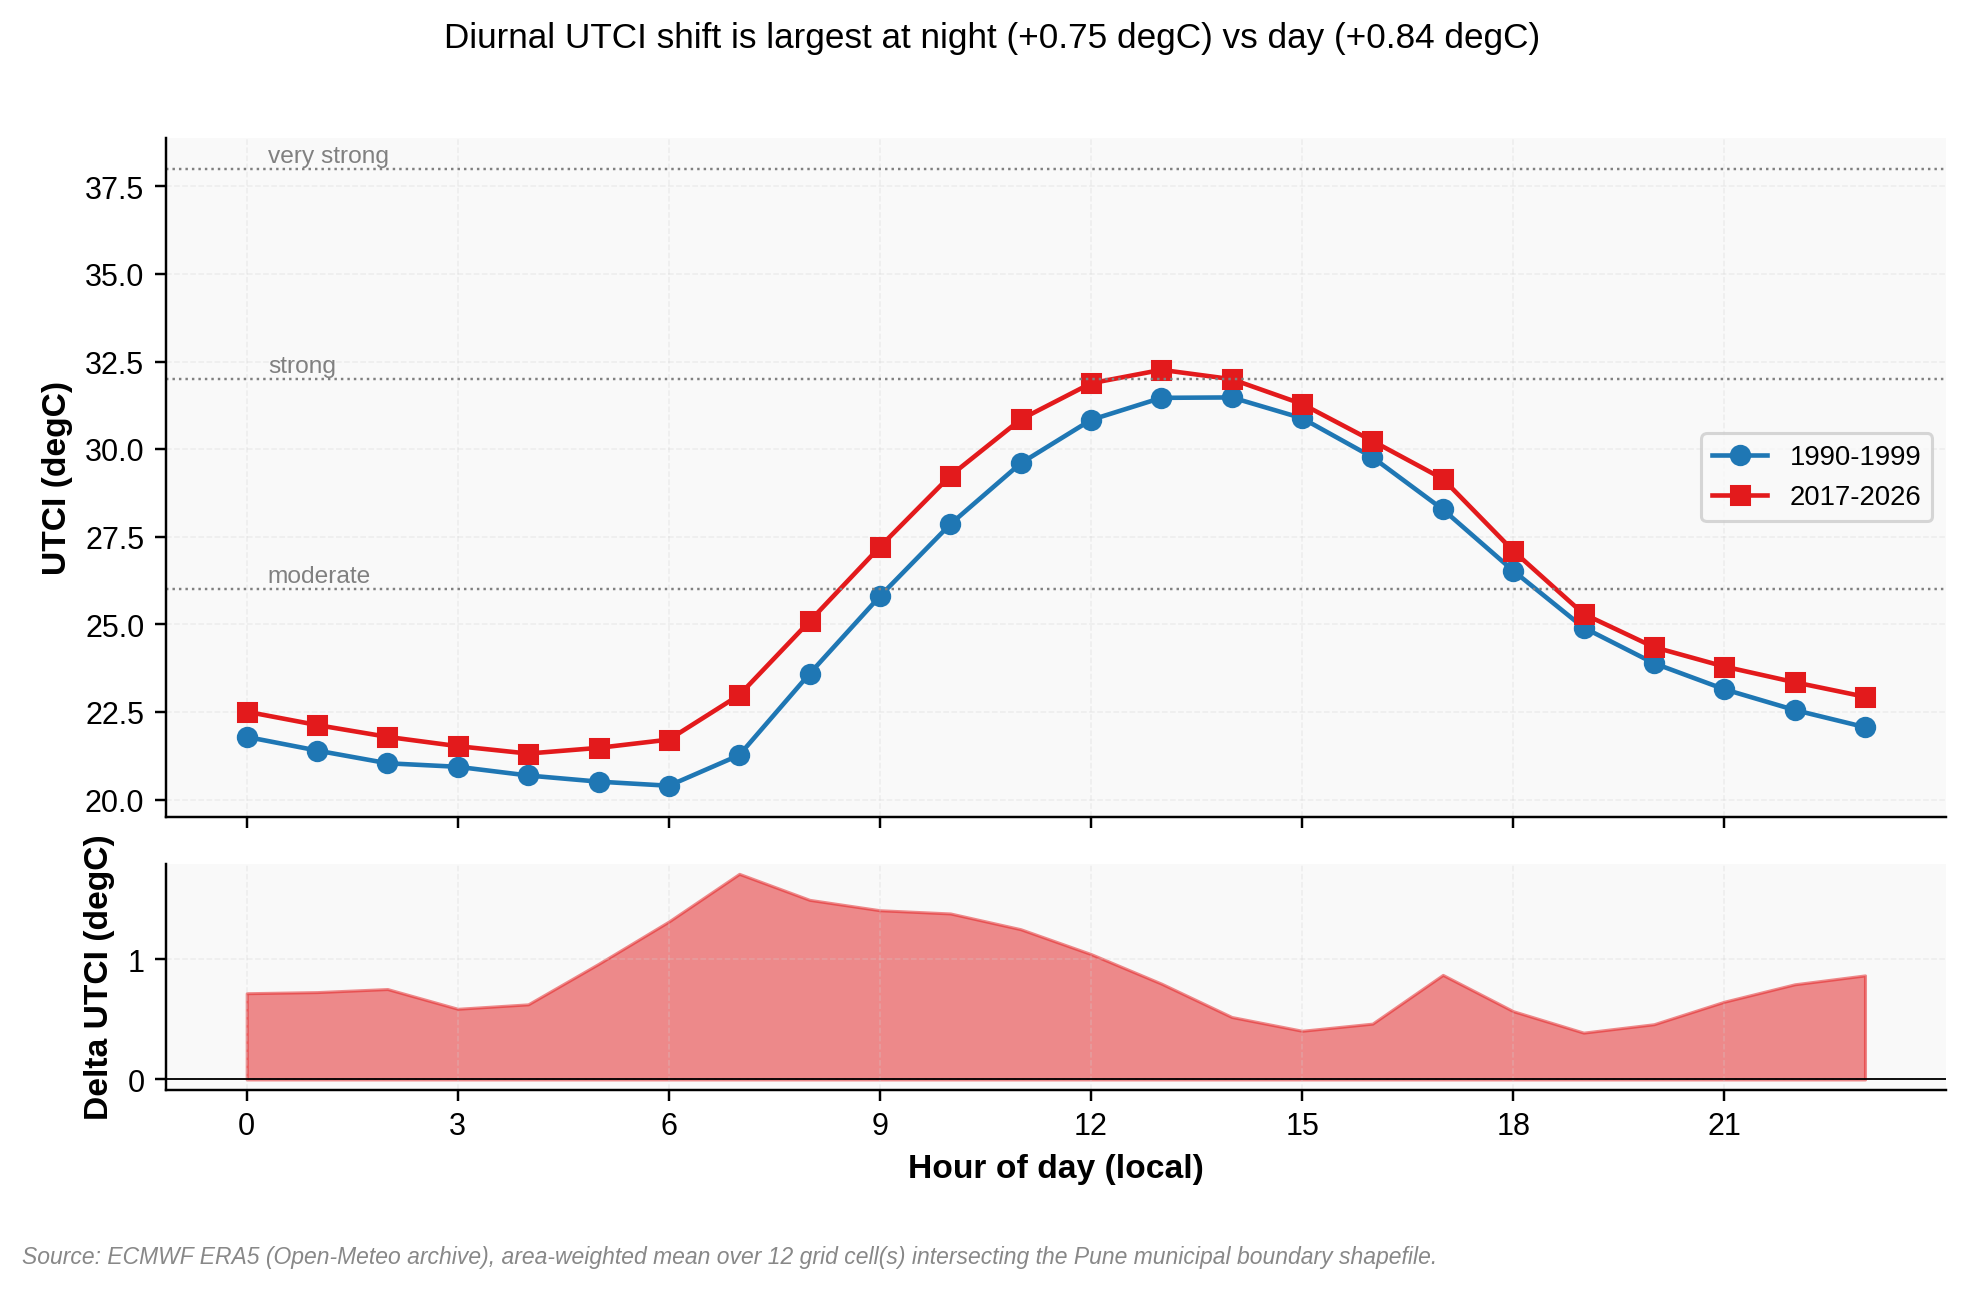 Diurnal UTCI shift is largest at night (+0.75 degC) vs day (+0.84 degC)
very strong
strong
moderate
37.5
35.0
32.5
30.0
27.5
25.0
22.5
20.0
UTCI (degC)
1990-1999
2017-2026
Delta UTCI (degC)
1
0
0 3 6 9 12 15 18 21
Hour of day (local)
Source: ECMWF ERA5 (Open-Meteo archive), area-weighted mean over 12 grid cell(s) intersecting the Pune municipal boundary shapefile.